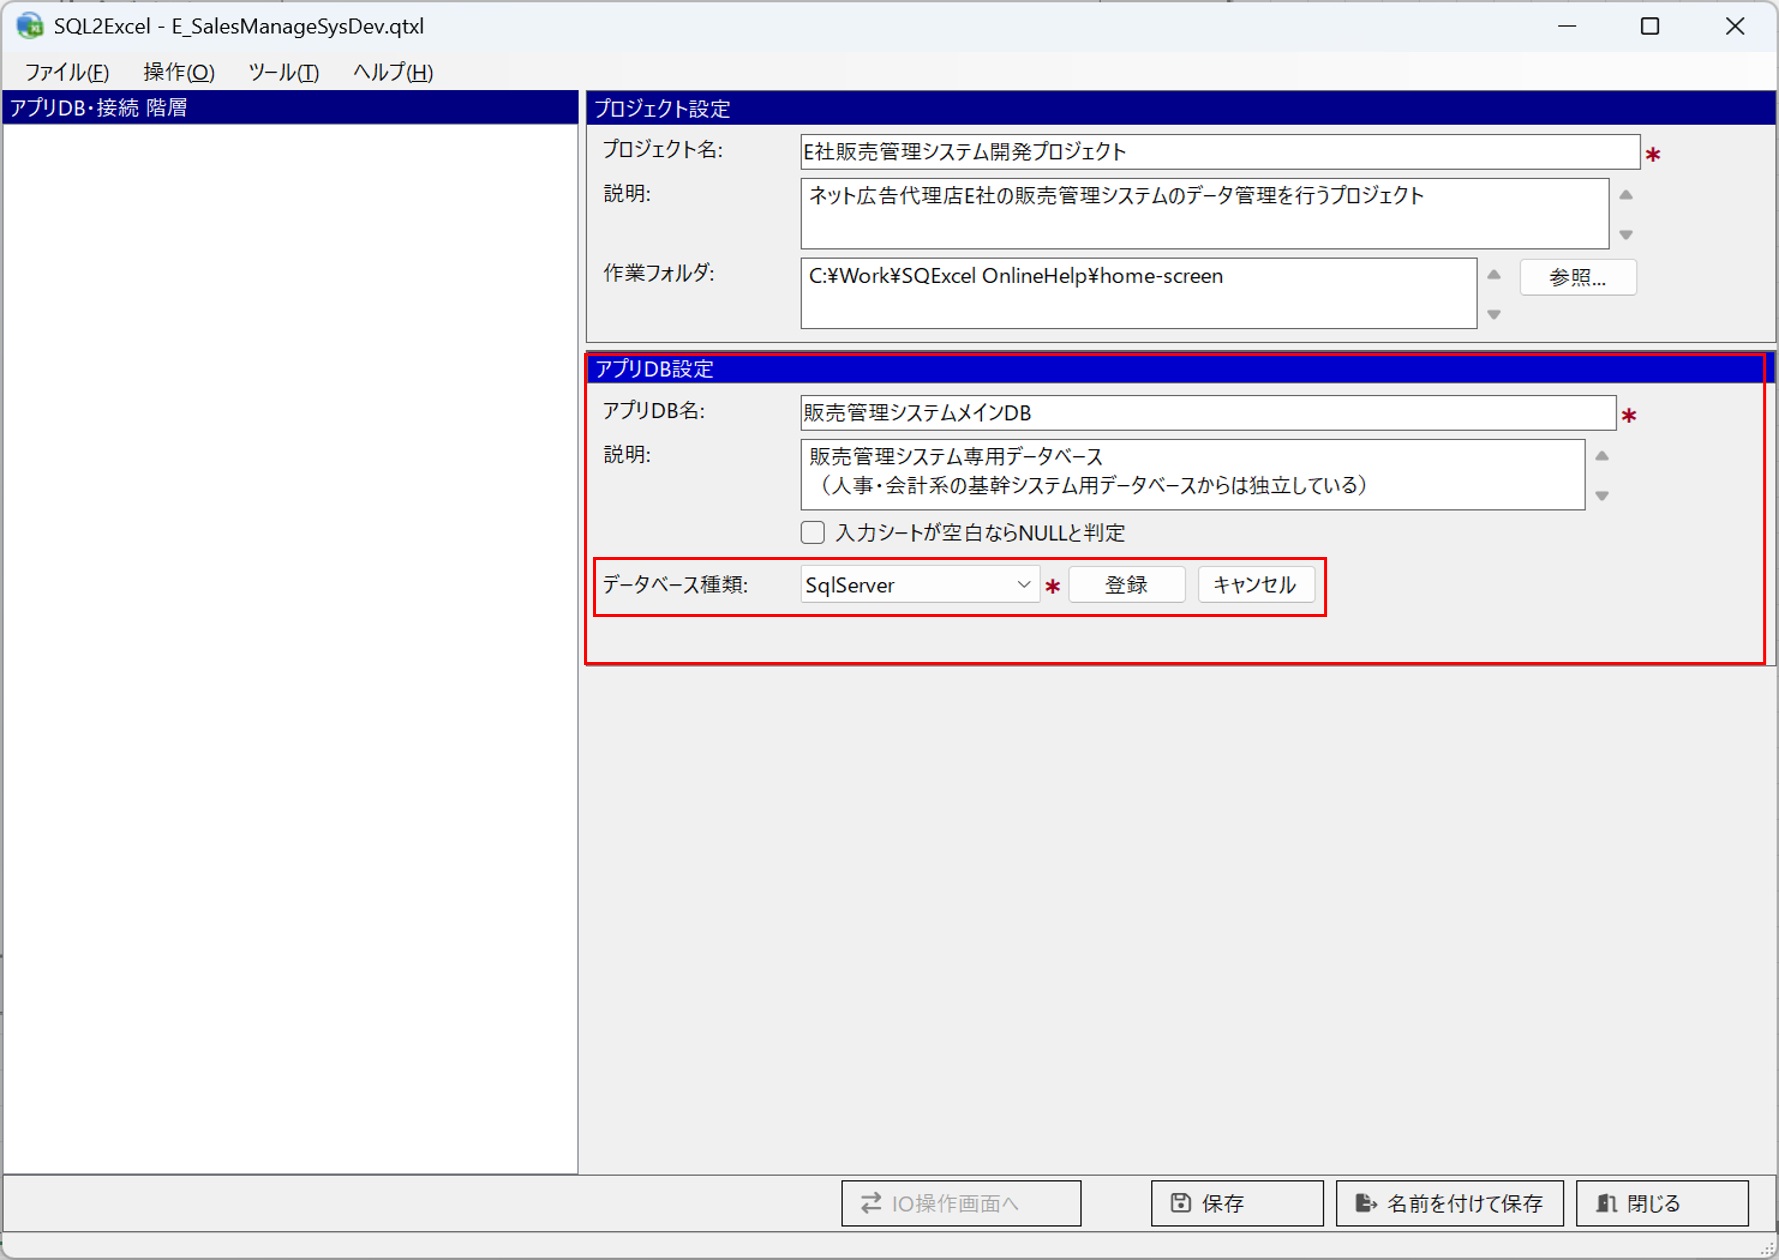 SQL2Excel - E_SalesManageSysDev.qtxl
ファイル(F) 操作(O) ツール(T) ヘルプ(H)
アプリDB・接続 階層
プロジェクト設定
プロジェクト名: E社販売管理システム開発プロジェクト *
説明: ネット広告代理店E社の販売管理システムのデータ管理を行うプロジェクト
作業フォルダ: C:¥Work¥SQExcel OnlineHelp¥home-screen 参照...
アプリDB設定
アプリDB名: 販売管理システムメインDB *
説明: 販売管理システム専用データベース
（人事・会計系の基幹システム用データベースからは独立している）
入力シートが空白ならNULLと判定
データベース種類: SqlServer * 登録 キャンセル
IO操作画面へ 保存 名前を付けて保存 閉じる